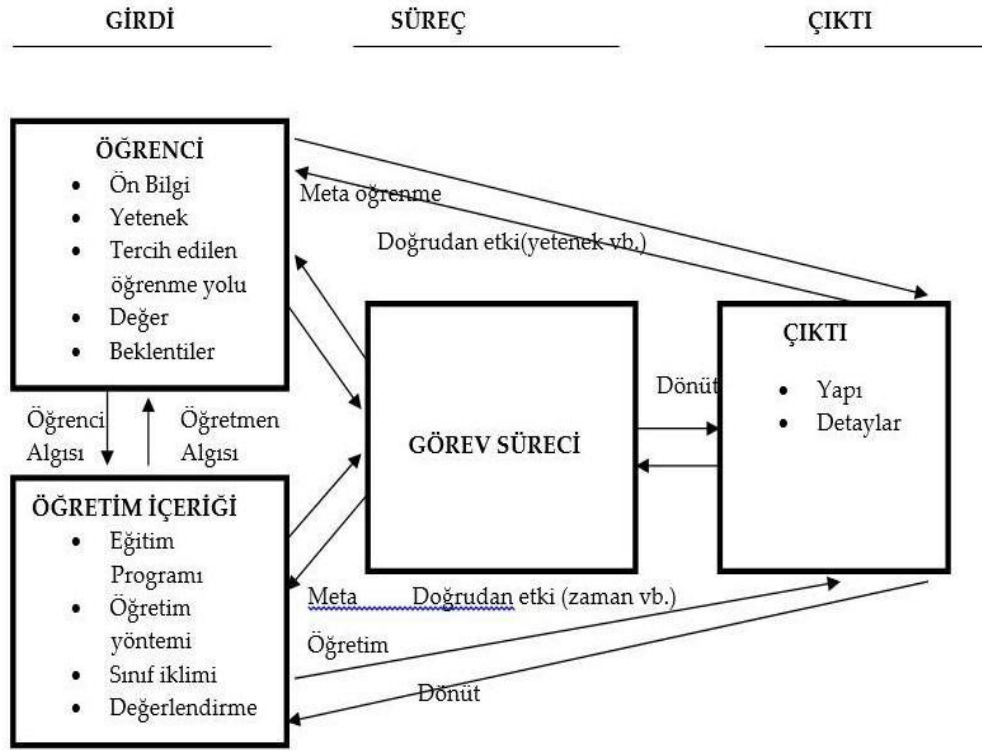 GİRDİ
SÜREÇ
ÇIKTI
ÖĞRENCİ
• Ön Bilgi
• Yetenek
• Tercih edilen
öğrenme yolu
• Değer
• Beklentiler
Meta öğrenme
Doğrudan etki(yetenek vb.)
Öğrenci
Algısı
Öğretmen
Algısı
GÖREV SÜRECİ
Dönüt
ÇIKTI
• Yapı
• Detaylar
ÖĞRETİM İÇERİĞİ
• Eğitim
Programı
• Öğretim
yöntemi
• Sınıf iklimi
• Değerlendirme
Meta Doğrudan etki (zaman vb.)
Öğretim
Dönüt